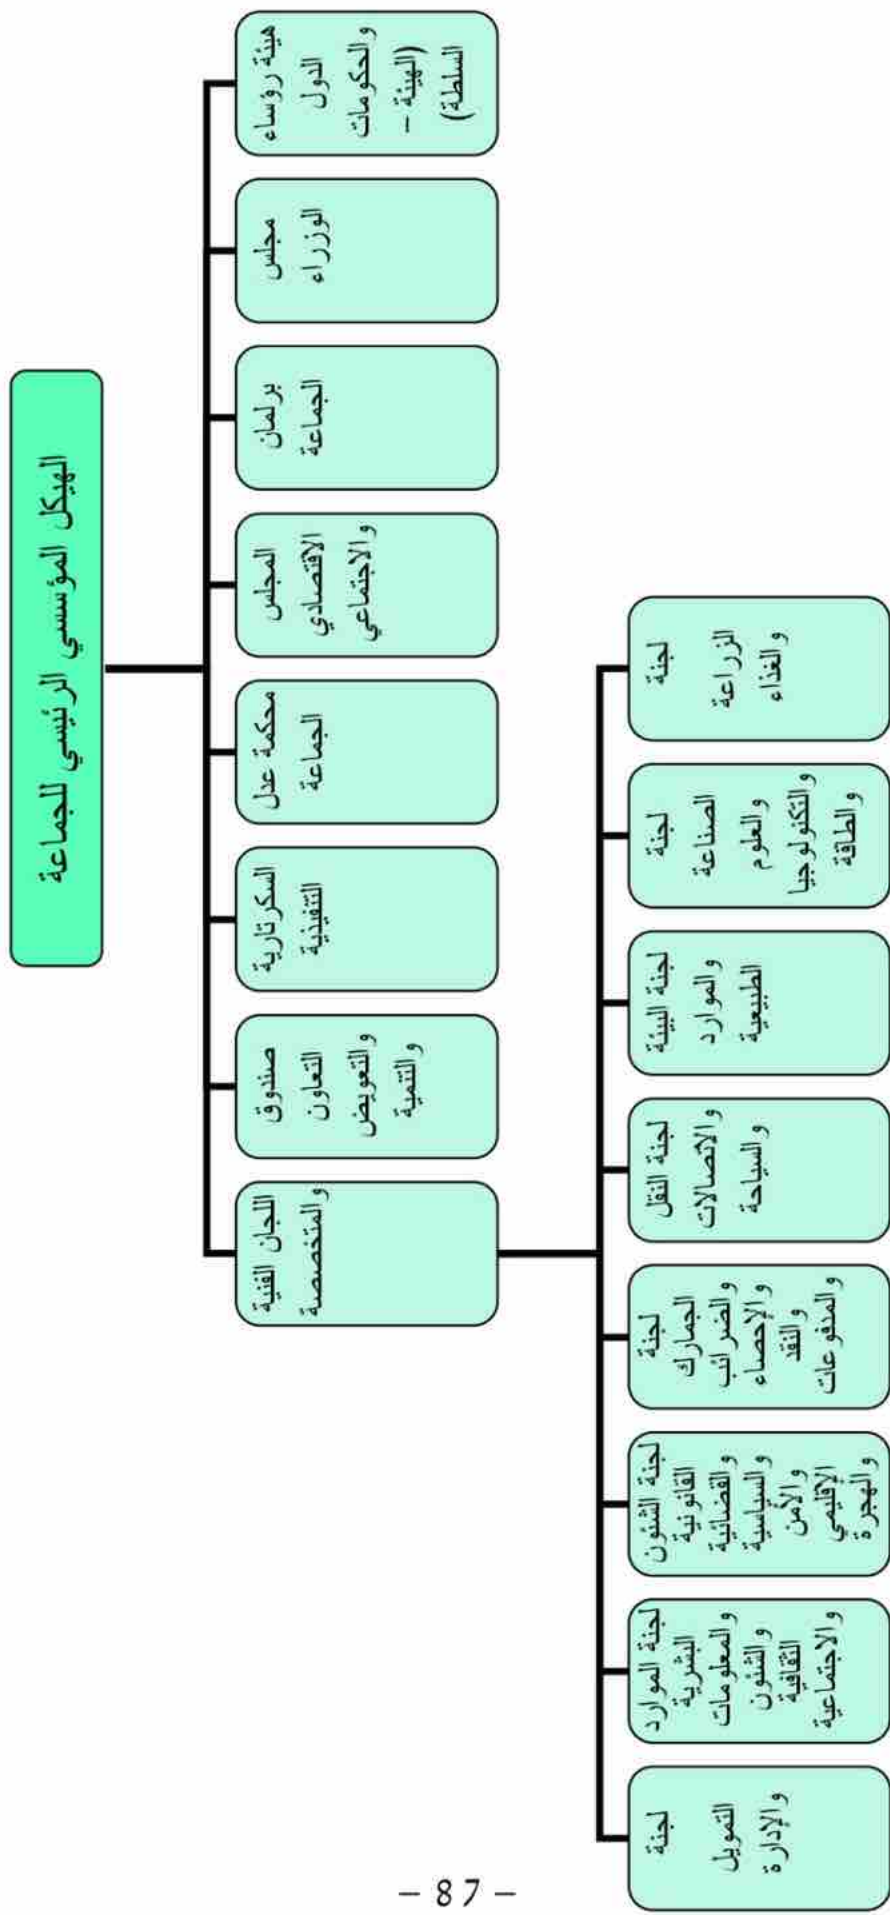 الهيكل المؤسسي الرئيسي للجماعة
هيئة رؤساء
الدول
والحكومات
(الهيئة –
السلطة)
مجلس
الوزراء
برلمان
الجماعة
المجلس
الاقتصادي
والاجتماعي
محكمة عدل
الجماعة
السكرتارية
التنفيذية
صندوق
التعاون
والتعويض
والتنمية
اللجان الفنية
والمتخصصة
لجنة
الزراعة
والغذاء
لجنة
الصناعة
والعلوم
والتكنولوجيا
والطاقة
لجنة البيئة
والموارد
الطبيعية
لجنة النقل
والاتصالات
والسياحة
لجنة
الجمارك
والضرائب
والإحصاء
والنقد
والمدفوعات
لجنة الشئون
القانونية
والقضائية
والسياسية
والأمن
الإقليمي
والهجرة
لجنة الموارد
البشرية
والمعلومات
والشئون
الثقافية
والاجتماعية
لجنة
التمويل
والإدارة
– 87 –